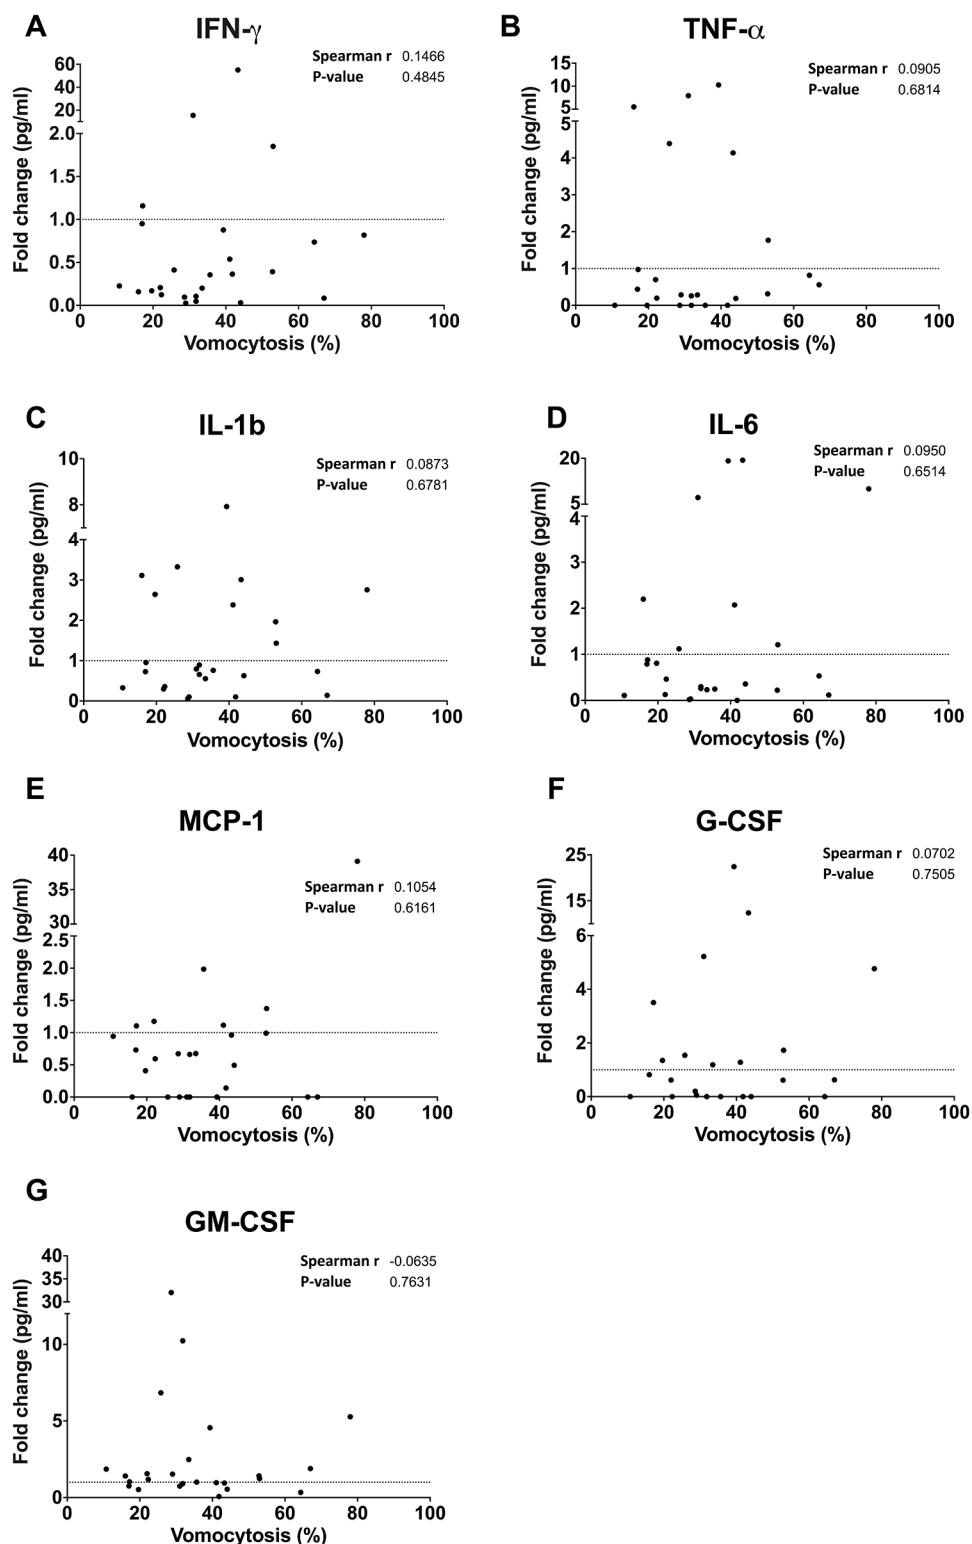 A
IFN-γ
Spearman r 0.1466
P-value 0.4845
Fold change (pg/ml)
60
40
20
2.0
1.5
1.0
0.5
0.0
0 20 40 60 80 100
Vomocytosis (%)
B
TNF-α
Spearman r 0.0905
P-value 0.6814
Fold change (pg/ml)
15
10
5
5
4
3
2
1
0
0 20 40 60 80 100
Vomocytosis (%)
C
IL-1b
Spearman r 0.0873
P-value 0.6781
Fold change (pg/ml)
10
8
4
3
2
1
0
0 20 40 60 80 100
Vomocytosis (%)
D
IL-6
Spearman r 0.0950
P-value 0.6514
Fold change (pg/ml)
20
5
4
3
2
1
0
0 20 40 60 80 100
Vomocytosis (%)
E
MCP-1
Spearman r 0.1054
P-value 0.6161
Fold change (pg/ml)
40
35
30
2.5
2.0
1.5
1.0
0.5
0.0
20 40 60 80 100
Vomocytosis (%)
F
G-CSF
Spearman r 0.0702
P-value 0.7505
Fold change (pg/ml)
25
15
6
4
2
0
0 20 40 60 80 100
Vomocytosis (%)
G
GM-CSF
Spearman r -0.0635
P-value 0.7631
Fold change (pg/ml)
40
35
30
10
5
0
0 20 40 60 80 100
Vomocytosis (%)